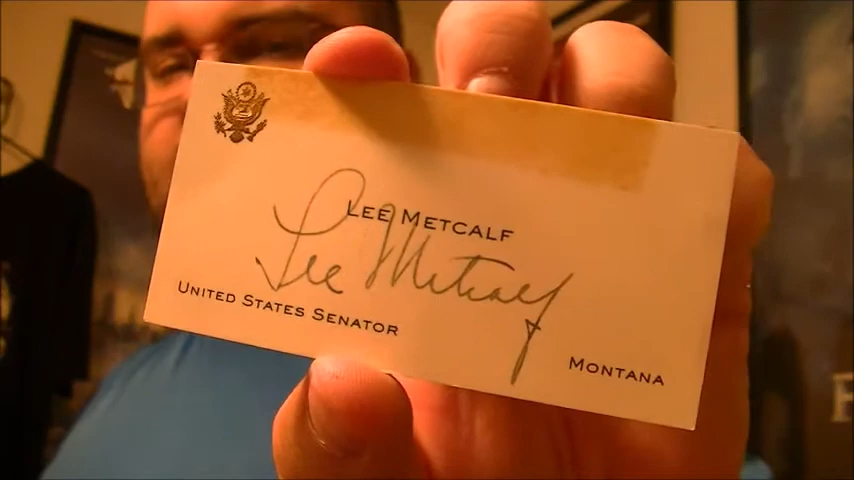 LEE METCALF
Lee Metcalf
UNITED STATES SENATOR
MONTANA